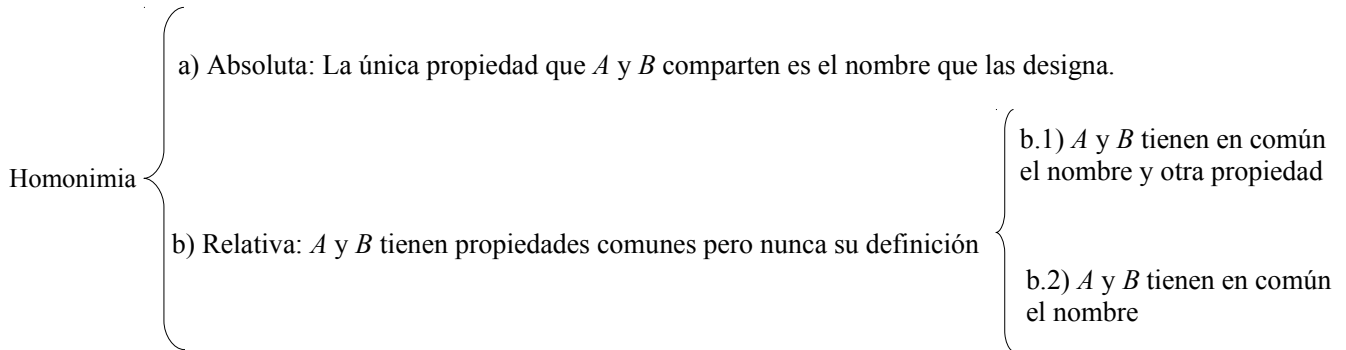 a) Absoluta: La única propiedad que A y B comparten es el nombre que las designa.
Homonimia
b) Relativa: A y B tienen propiedades comunes pero nunca su definición
b.1) A y B tienen en común
el nombre y otra propiedad
b.2) A y B tienen en común
el nombre